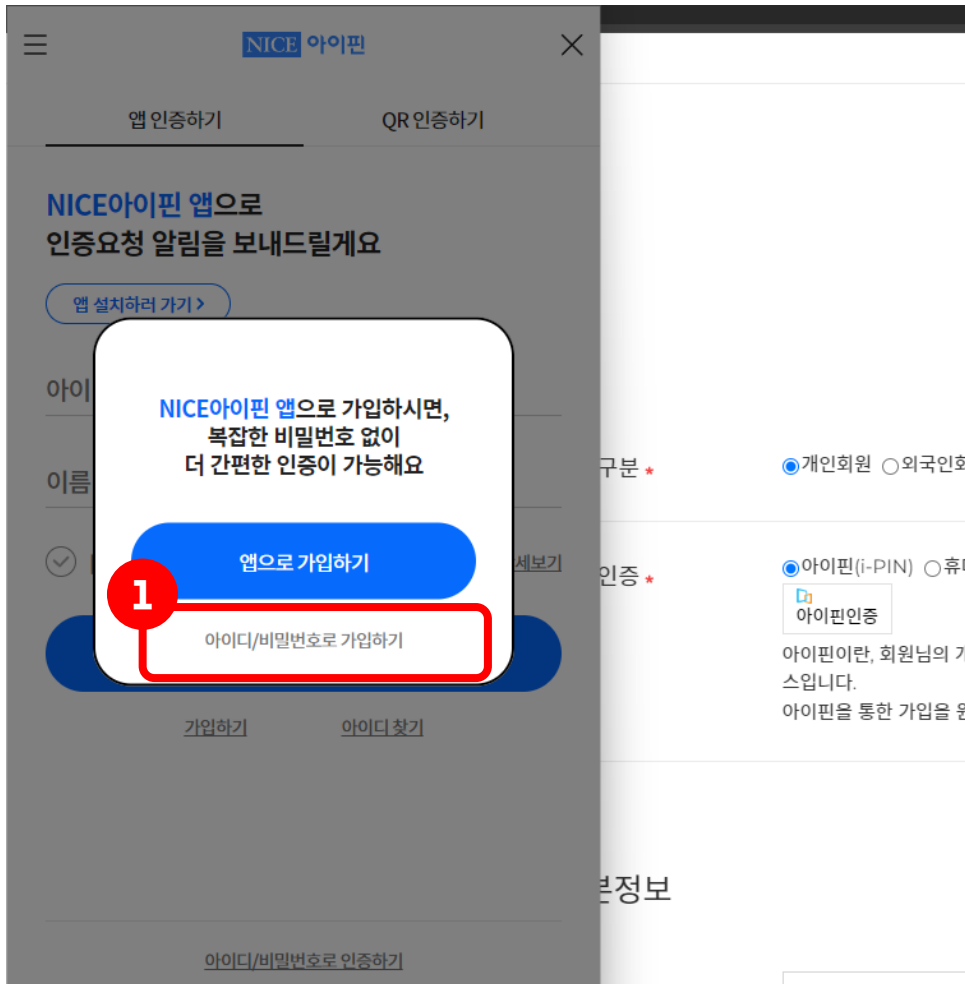 NICE 아이핀
앱 인증하기
QR 인증하기
NICE아이핀 앱으로
인증요청 알림을 보내드릴게요
앱 설치하러 가기 >
아이
NICE아이핀 앱으로 가입하시면,
복잡한 비밀번호 없이
더 간편한 인증이 가능해요
이름
앱으로 가입하기
세보기
1
아이디/비밀번호로 가입하기
가입하기
아이디 찾기
아이디/비밀번호로 인증하기
구분 *
개인회원 외국인회
인증 *
아이핀(i-PIN) 휴대
아이핀인증
아이핀이란, 회원님의 개
스입니다.
아이핀을 통한 가입을 원
본정보